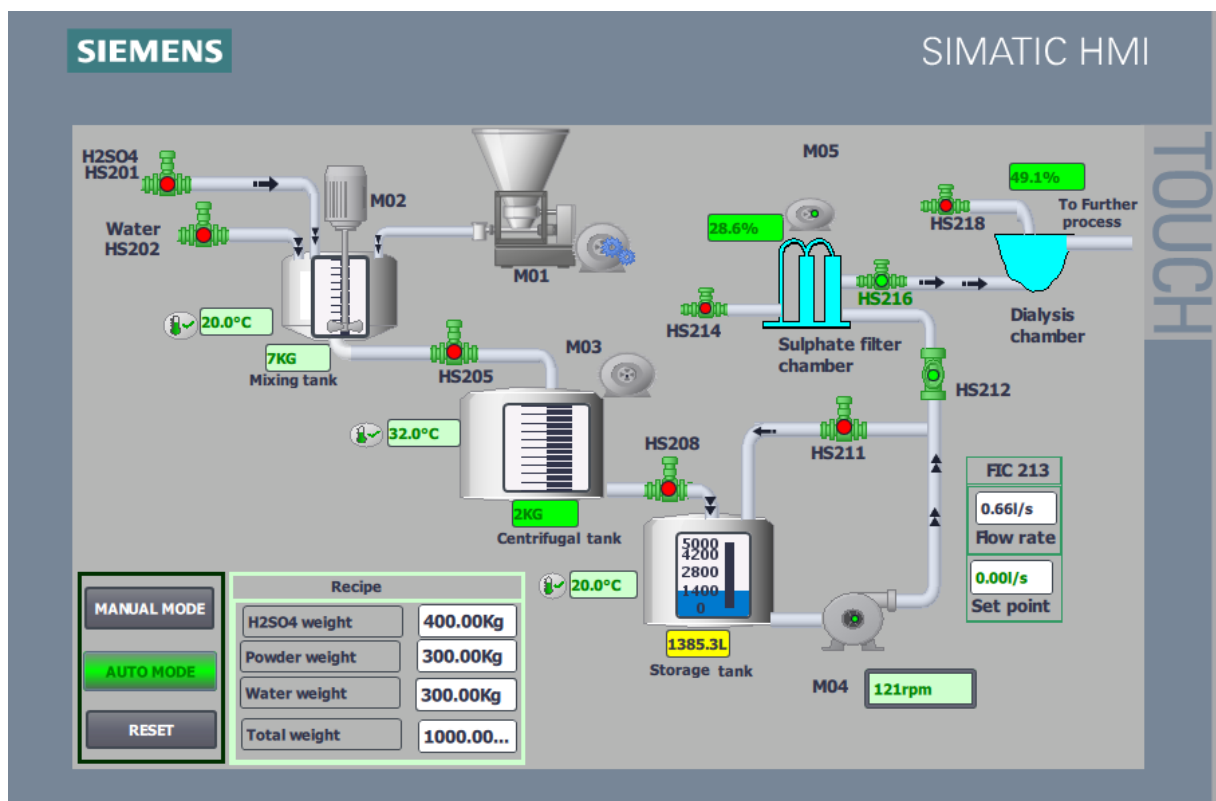 SIEMENS
SIMATIC HMI
TOUCH
H2SO4
HS201
Water
HS202
M02
M01
M05
28.6%
49.1%
HS218
To Further
process
HS214
HS216
Sulphate filter
chamber
Dialysis
chamber
20.0°C
7KG
Mixing tank
HS205
M03
HS212
32.0°C
HS208
HS211
2KG
Centrifugal tank
FIC 213
0.66l/s
Flow rate
0.00l/s
Set point
5000
4200
2800
1400
0
20.0°C
1385.3L
Storage tank
M04
121rpm
MANUAL MODE
AUTO MODE
RESET
Recipe
H2SO4 weight
400.00Kg
Powder weight
300.00Kg
Water weight
300.00Kg
Total weight
1000.00...